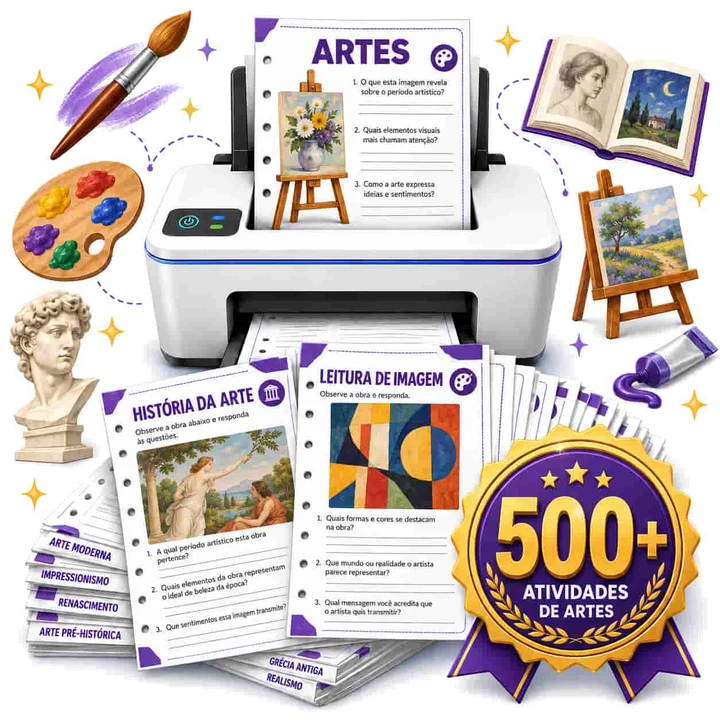 ARTES
1. O que esta imagem revela
sobre o período artístico?
2. Quais elementos visuais
mais chamam atenção?
3. Como a arte expressa
ideias e sentimentos?
HISTÓRIA DA ARTE
Observe a obra abaixo e responda
às questões.
1. A qual período artístico esta obra
pertence?
2. Quais elementos da obra representam
o ideal de beleza da época?
3. Que sentimentos essa imagem transmite?
LEITURA DE IMAGEM
Observe a obra e responda.
1. Quais formas e cores se destacam
na obra?
2. Que mundo ou realidade o artista
parece representar?
3. Qual mensagem você acredita que
o artista quis transmitir?
ARTE MODERNA
IMPRESSIONISMO
RENASCIMENTO
ARTE PRÉ-HISTÓRICA
GRÉCIA ANTIGA
REALISMO
500+
ATIVIDADES
DE ARTES